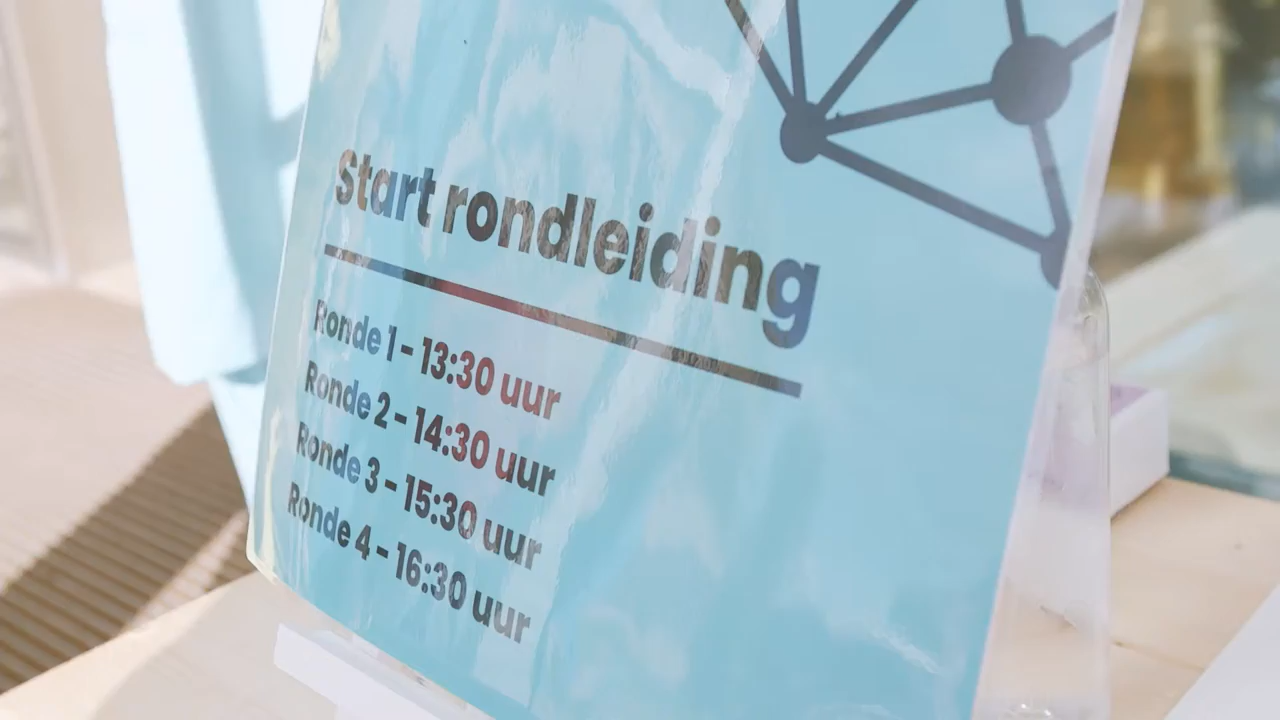 Start rondleiding
Ronde 1 - 13:30 uur
Ronde 2 - 14:30 uur
Ronde 3 - 15:30 uur
Ronde 4 - 16:30 uur